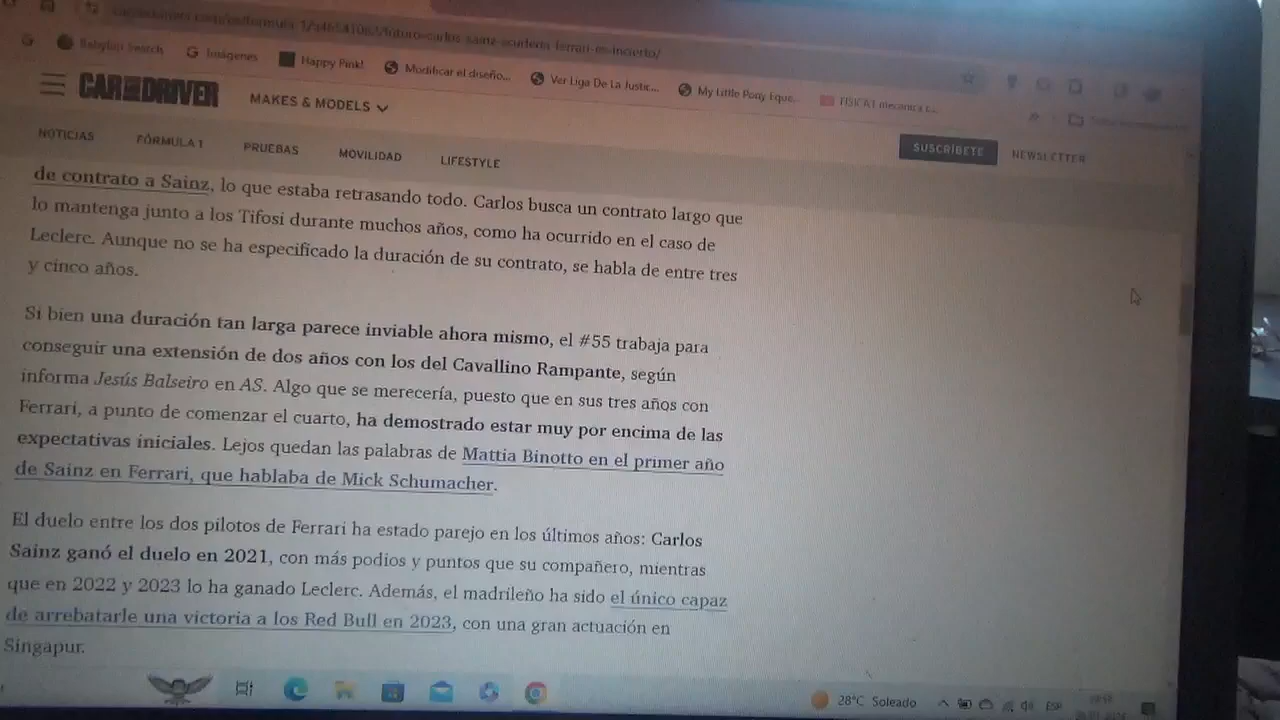 Babylon Search
Imágenes
Happy Pink!
Modificar el diseño...
Ver Liga De La Justic...
My Little Pony Eque...
CAR AND DRIVER
MAKES & MODELS
NOTICIAS
FÓRMULA 1
PRUEBAS
MOVILIDAD
LIFESTYLE
SUSCRÍBETE
NEWSLETTER
de contrato a Sainz, lo que estaba retrasando todo. Carlos busca un contrato largo que
lo mantenga junto a los Tifosi durante muchos años, como ha ocurrido en el caso de
Leclerc. Aunque no se ha especificado la duración de su contrato, se habla de entre tres
y cinco años.
Si bien una duración tan larga parece inviable ahora mismo, el #55 trabaja para
conseguir una extensión de dos años con los del Cavallino Rampante, según
informa Jesús Balseiro en AS. Algo que se merecería, puesto que en sus tres años con
Ferrari, a punto de comenzar el cuarto, ha demostrado estar muy por encima de las
expectativas iniciales. Lejos quedan las palabras de Mattia Binotto en el primer año
de Sainz en Ferrari, que hablaba de Mick Schumacher.
El duelo entre los dos pilotos de Ferrari ha estado parejo en los últimos años: Carlos
Sainz ganó el duelo en 2021, con más podios y puntos que su compañero, mientras
que en 2022 y 2023 lo ha ganado Leclerc. Además, el madrileño ha sido el único capaz
de arrebatarle una victoria a los Red Bull en 2023, con una gran actuación en
Singapur.
28°C Soleado
ESP